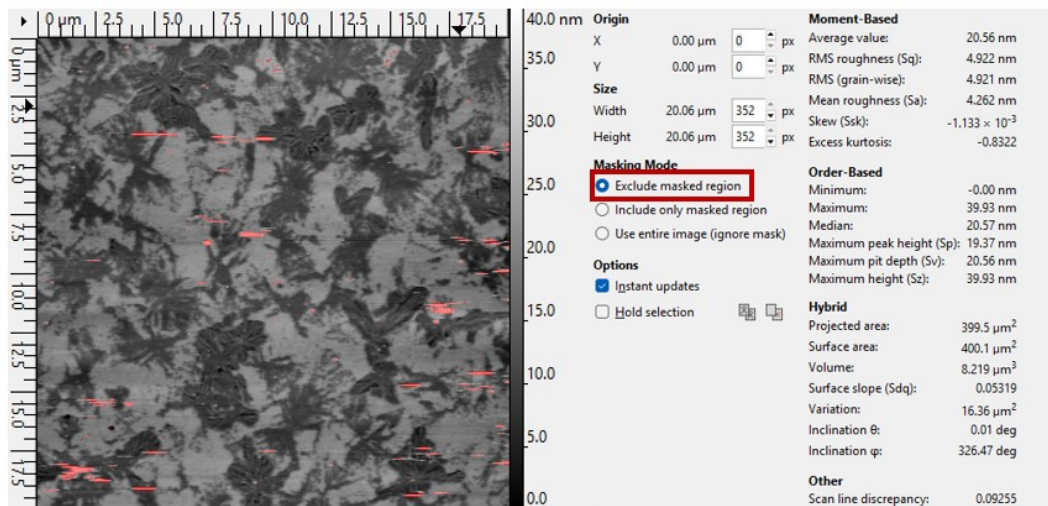 0 µm 2.5 5.0 7.5 10.0 12.5 15.0 17.5
0 µm
2.5
5.0
7.5
10.0
12.5
15.0
17.5
40.0 nm
35.0
30.0
25.0
20.0
15.0
10.0
5.0
0.0
Origin
X 0.00 µm 0 px
Y 0.00 µm 0 px
Size
Width 20.06 µm 352 px
Height 20.06 µm 352 px
Masking Mode
Exclude masked region
Include only masked region
Use entire image (ignore mask)
Options
Instant updates
Hold selection
Moment-Based
Average value: 20.56 nm
RMS roughness (Sq): 4.922 nm
RMS (grain-wise): 4.921 nm
Mean roughness (Sa): 4.262 nm
Skew (Ssk): -1.133 × 10⁻³
Excess kurtosis: -0.8322
Order-Based
Minimum: -0.00 nm
Maximum: 39.93 nm
Median: 20.57 nm
Maximum peak height (Sp): 19.37 nm
Maximum pit depth (Sv): 20.56 nm
Maximum height (Sz): 39.93 nm
Hybrid
Projected area: 399.5 µm²
Surface area: 400.1 µm²
Volume: 8.219 µm³
Surface slope (Sdq): 0.05319
Variation: 16.36 µm²
Inclination θ: 0.01 deg
Inclination φ: 326.47 deg
Other
Scan line discrepancy: 0.09255